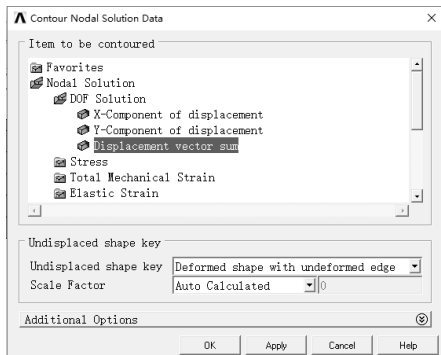 Contour Nodal Solution Data
Item to be contoured
Favorites
Nodal Solution
DOF Solution
X-Component of displacement
Y-Component of displacement
Displacement vector sum
Stress
Total Mechanical Strain
Elastic Strain
Undisplaced shape key
Undisplaced shape key Deformed shape with undeformed edge
Scale Factor Auto Calculated 0
Additional Options
OK Apply Cancel Help